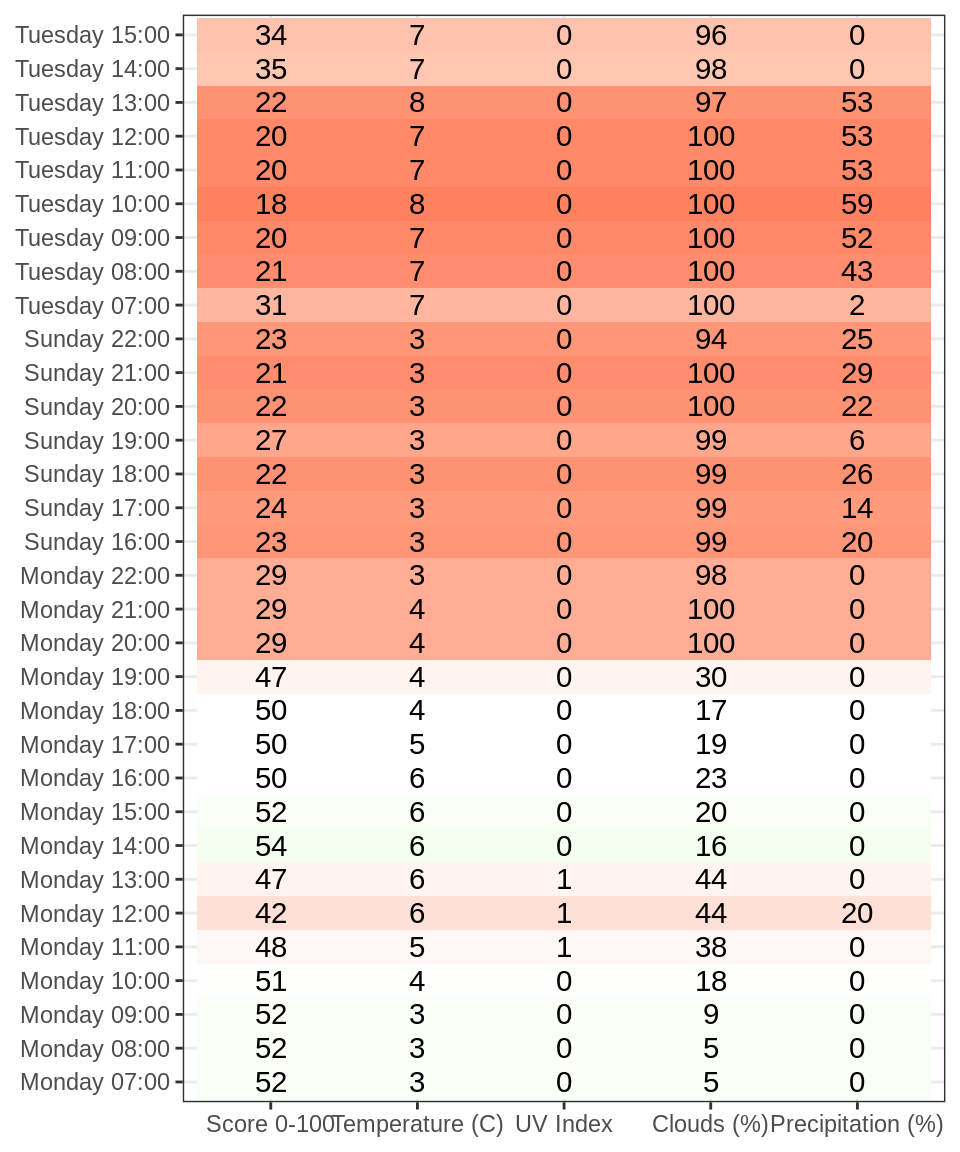 Tuesday 15:00 34 7 0 96 0
Tuesday 14:00 35 7 0 98 0
Tuesday 13:00 22 8 0 97 53
Tuesday 12:00 20 7 0 100 53
Tuesday 11:00 20 7 0 100 53
Tuesday 10:00 18 8 0 100 59
Tuesday 09:00 20 7 0 100 52
Tuesday 08:00 21 7 0 100 43
Tuesday 07:00 31 7 0 100 2
Sunday 22:00 23 3 0 94 25
Sunday 21:00 21 3 0 100 29
Sunday 20:00 22 3 0 100 22
Sunday 19:00 27 3 0 99 6
Sunday 18:00 22 3 0 99 26
Sunday 17:00 24 3 0 99 14
Sunday 16:00 23 3 0 99 20
Monday 22:00 29 3 0 98 0
Monday 21:00 29 4 0 100 0
Monday 20:00 29 4 0 100 0
Monday 19:00 47 4 0 30 0
Monday 18:00 50 4 0 17 0
Monday 17:00 50 5 0 19 0
Monday 16:00 50 6 0 23 0
Monday 15:00 52 6 0 20 0
Monday 14:00 54 6 0 16 0
Monday 13:00 47 6 1 44 0
Monday 12:00 42 6 1 44 20
Monday 11:00 48 5 1 38 0
Monday 10:00 51 4 0 18 0
Monday 09:00 52 3 0 9 0
Monday 08:00 52 3 0 5 0
Monday 07:00 52 3 0 5 0
Score 0-100 Temperature (C) UV Index Clouds (%) Precipitation (%)